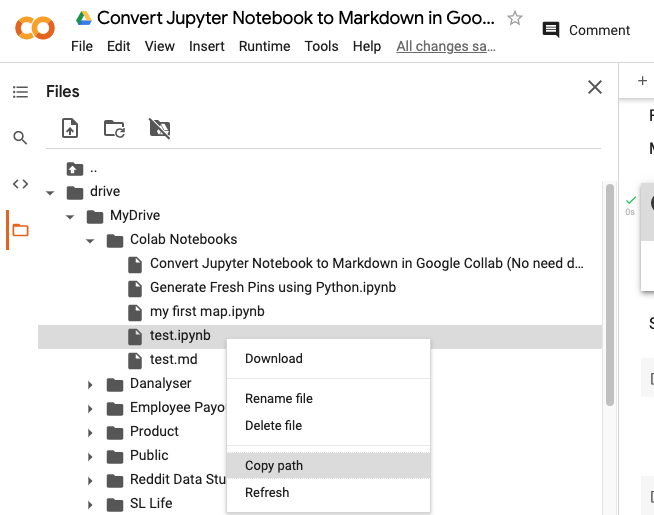 Convert Jupyter Notebook to Markdown in Goo...
Comment
File Edit View Insert Runtime Tools Help All changes sa...
Files
..
drive
MyDrive
Colab Notebooks
Convert Jupyter Notebook to Markdown in Google Collab (No need d...
Generate Fresh Pins using Python.ipynb
my first map.ipynb
test.ipynb
test.md
Download
Danalyser
Rename file
Employee Payo
Delete file
Product
Public
Copy path
Reddit Data Stu
Refresh
SL Life
0s